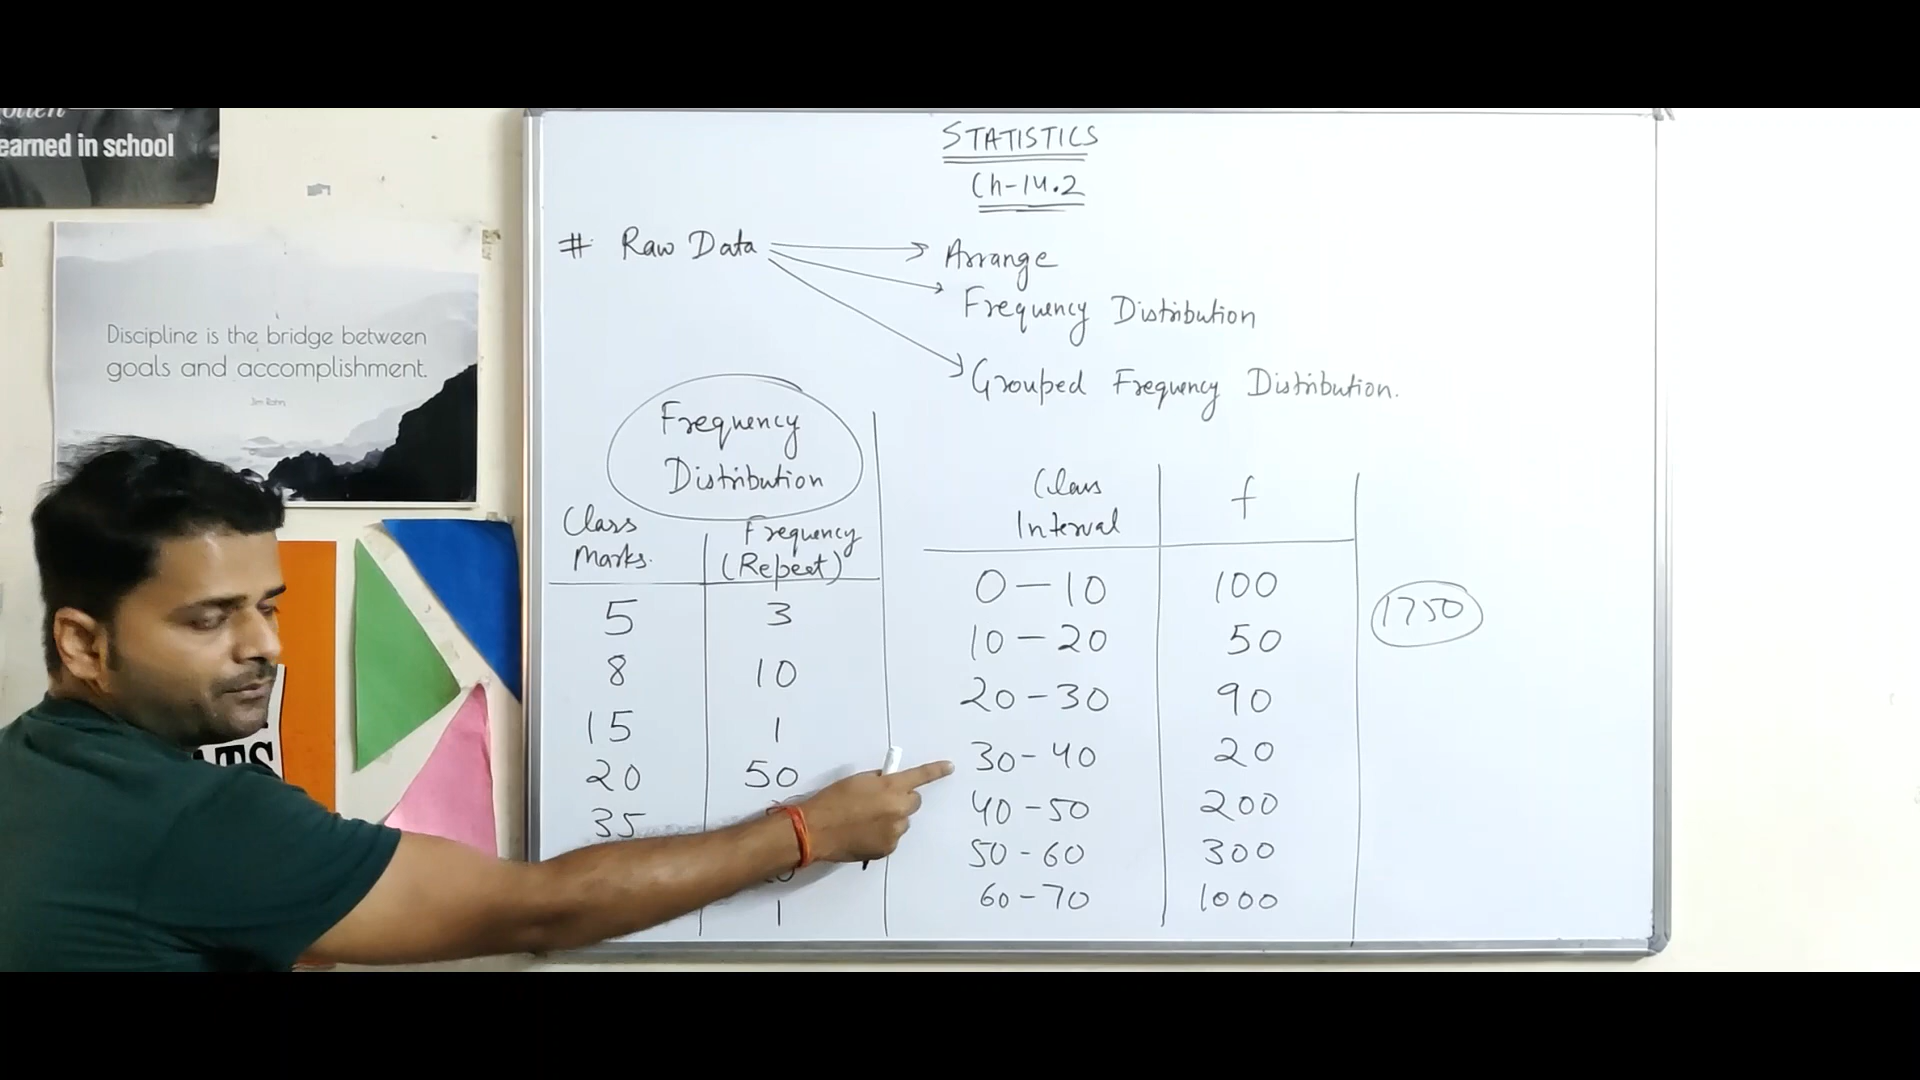 earned in school
Discipline is the bridge between
goals and accomplishment.
Jim Rohn
STATISTICS
Ch-14.2
# Raw Data
Arrange
Frequency Distribution
Grouped Frequency Distribution.
Frequency
Distribution
Class
Marks.
Frequency
(Repeat)
5 3
8 10
15 1
20 50
35
1
Class
Interval
f
0-10 100
10-20 50
20-30 90
30-40 20
40-50 200
50-60 300
60-70 1000
1750